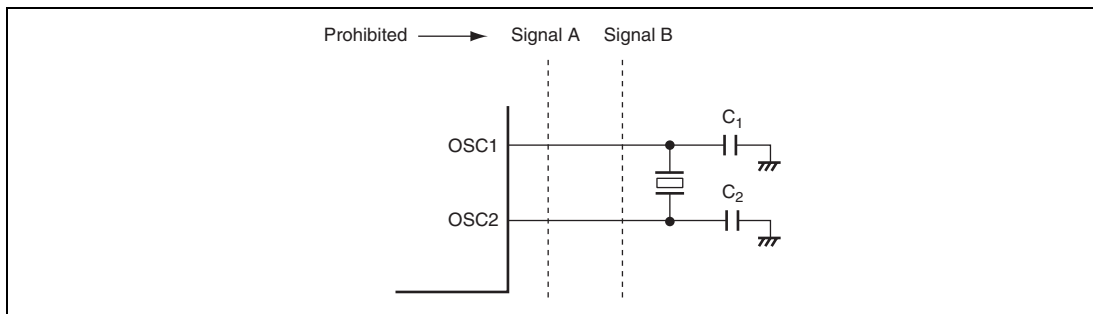 Prohibited Signal A Signal B
C1
OSC1
C2
OSC2